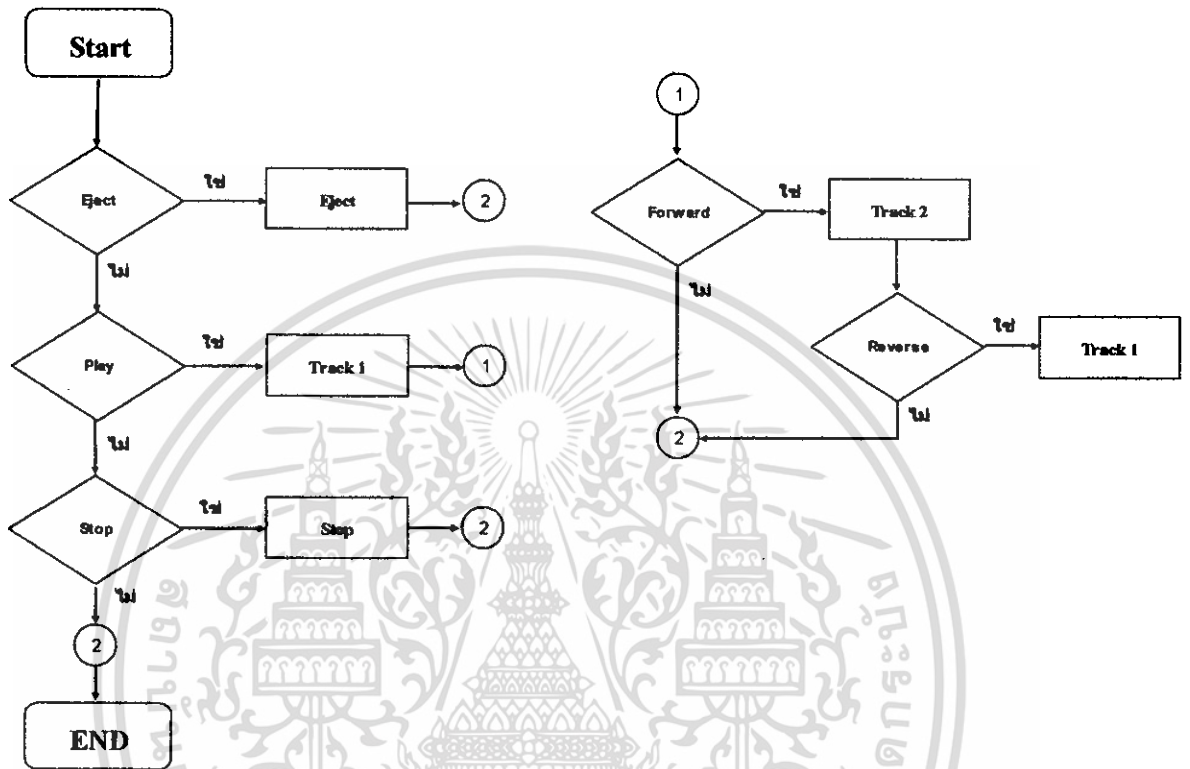 Start
Eject
ใช่
Eject
2
ไม่
Play
ใช่
Track 1
1
ไม่
Stop
ใช่
Stop
2
ไม่
2
END
1
Forward
ใช่
Track 2
ไม่
Reverse
ใช่
Track 1
ไม่
2